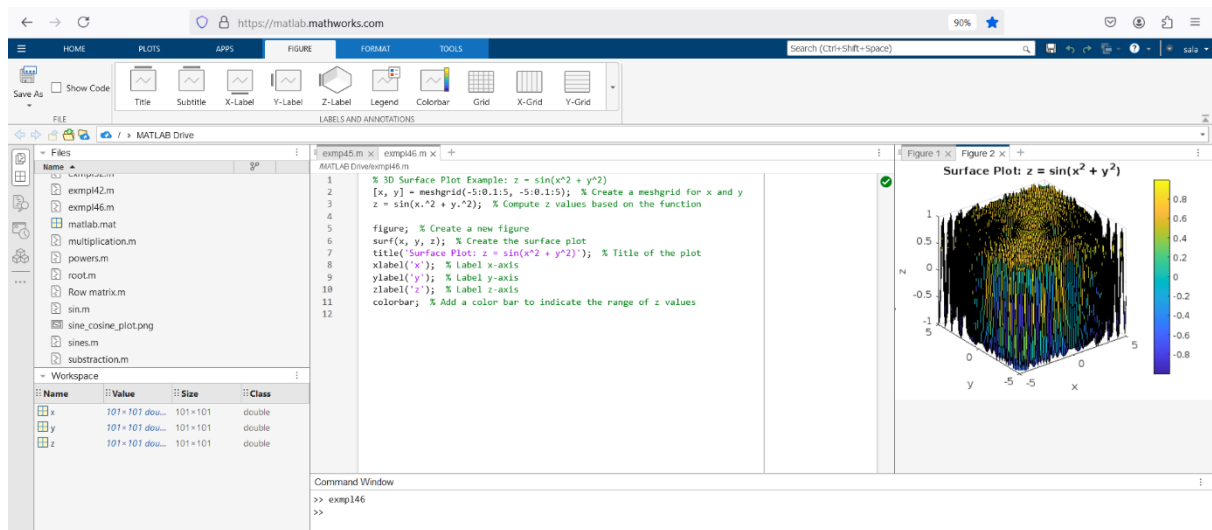 https://matlab.mathworks.com
90%
HOME PLOTS APPS FIGURE FORMAT TOOLS
Search (Ctrl+Shift+Space)
sala
Save As
Show Code
Title Subtitle X-Label Y-Label Z-Label Legend Colorbar Grid X-Grid Y-Grid
FILE LABELS AND ANNOTATIONS
/ MATLAB Drive
Files
Name
exmpl42.m
exmpl46.m
matlab.mat
multiplication.m
powers.m
root.m
Row matrix.m
sin.m
sine_cosine_plot.png
sines.m
substraction.m
Workspace
Name Value Size Class
x 101×101 dou... 101×101 double
y 101×101 dou... 101×101 double
z 101×101 dou... 101×101 double
exmp45.m exmpl46.m
/MATLAB Drive/exmpl46.m
1 % 3D Surface Plot Example: z = sin(x^2 + y^2)
2 [x, y] = meshgrid(-5:0.1:5, -5:0.1:5); % Create a meshgrid for x and y
3 z = sin(x.^2 + y.^2); % Compute z values based on the function
4
5 figure; % Create a new figure
6 surf(x, y, z); % Create the surface plot
7 title('Surface Plot: z = sin(x^2 + y^2)'); % Title of the plot
8 xlabel('x'); % Label x-axis
9 ylabel('y'); % Label y-axis
10 zlabel('z'); % Label z-axis
11 colorbar; % Add a color bar to indicate the range of z values
12
Command Window
>> exmpl46
>>
Figure 1 Figure 2
Surface Plot: z = sin(x² + y²)
1
0.5
0
-0.5
-1
z
5
0
-5
y
-5
0
5
x
0.8
0.6
0.4
0.2
0
-0.2
-0.4
-0.6
-0.8